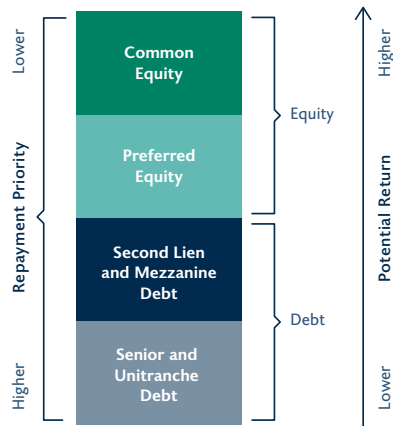 Lower
Repayment Priority
Higher
Common
Equity
Preferred
Equity
Second Lien
and Mezzanine
Debt
Senior and
Unitranche
Debt
Equity
Debt
Higher
Potential Return
Lower